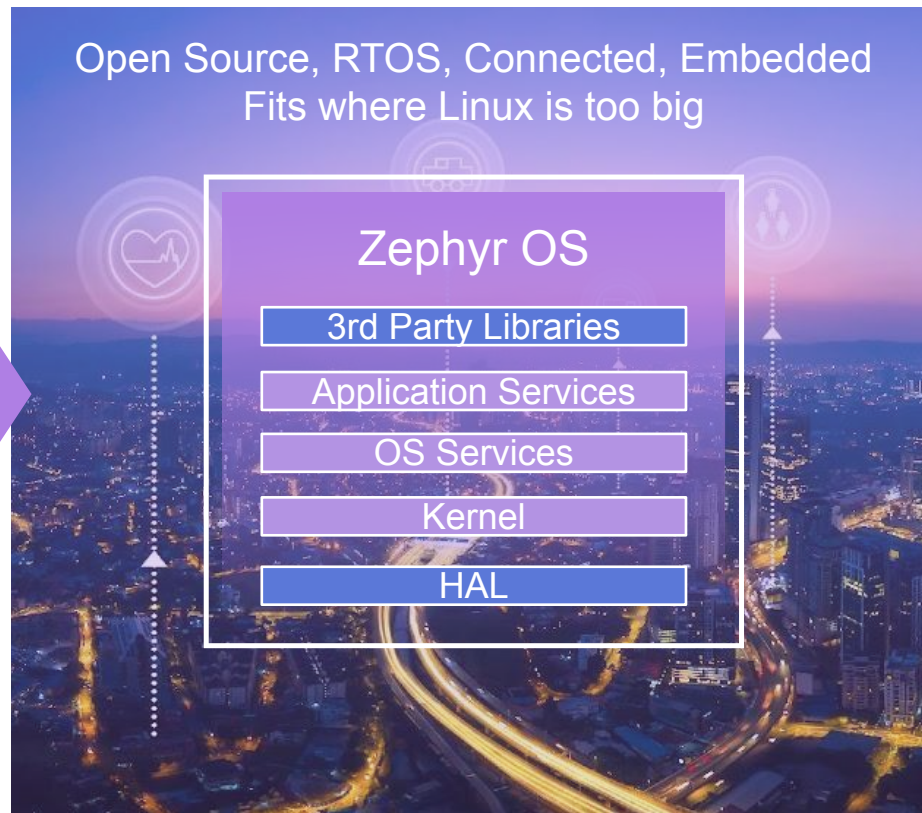 Open Source, RTOS, Connected, Embedded
Fits where Linux is too big
Zephyr OS
3rd Party Libraries
Application Services
OS Services
Kernel
HAL